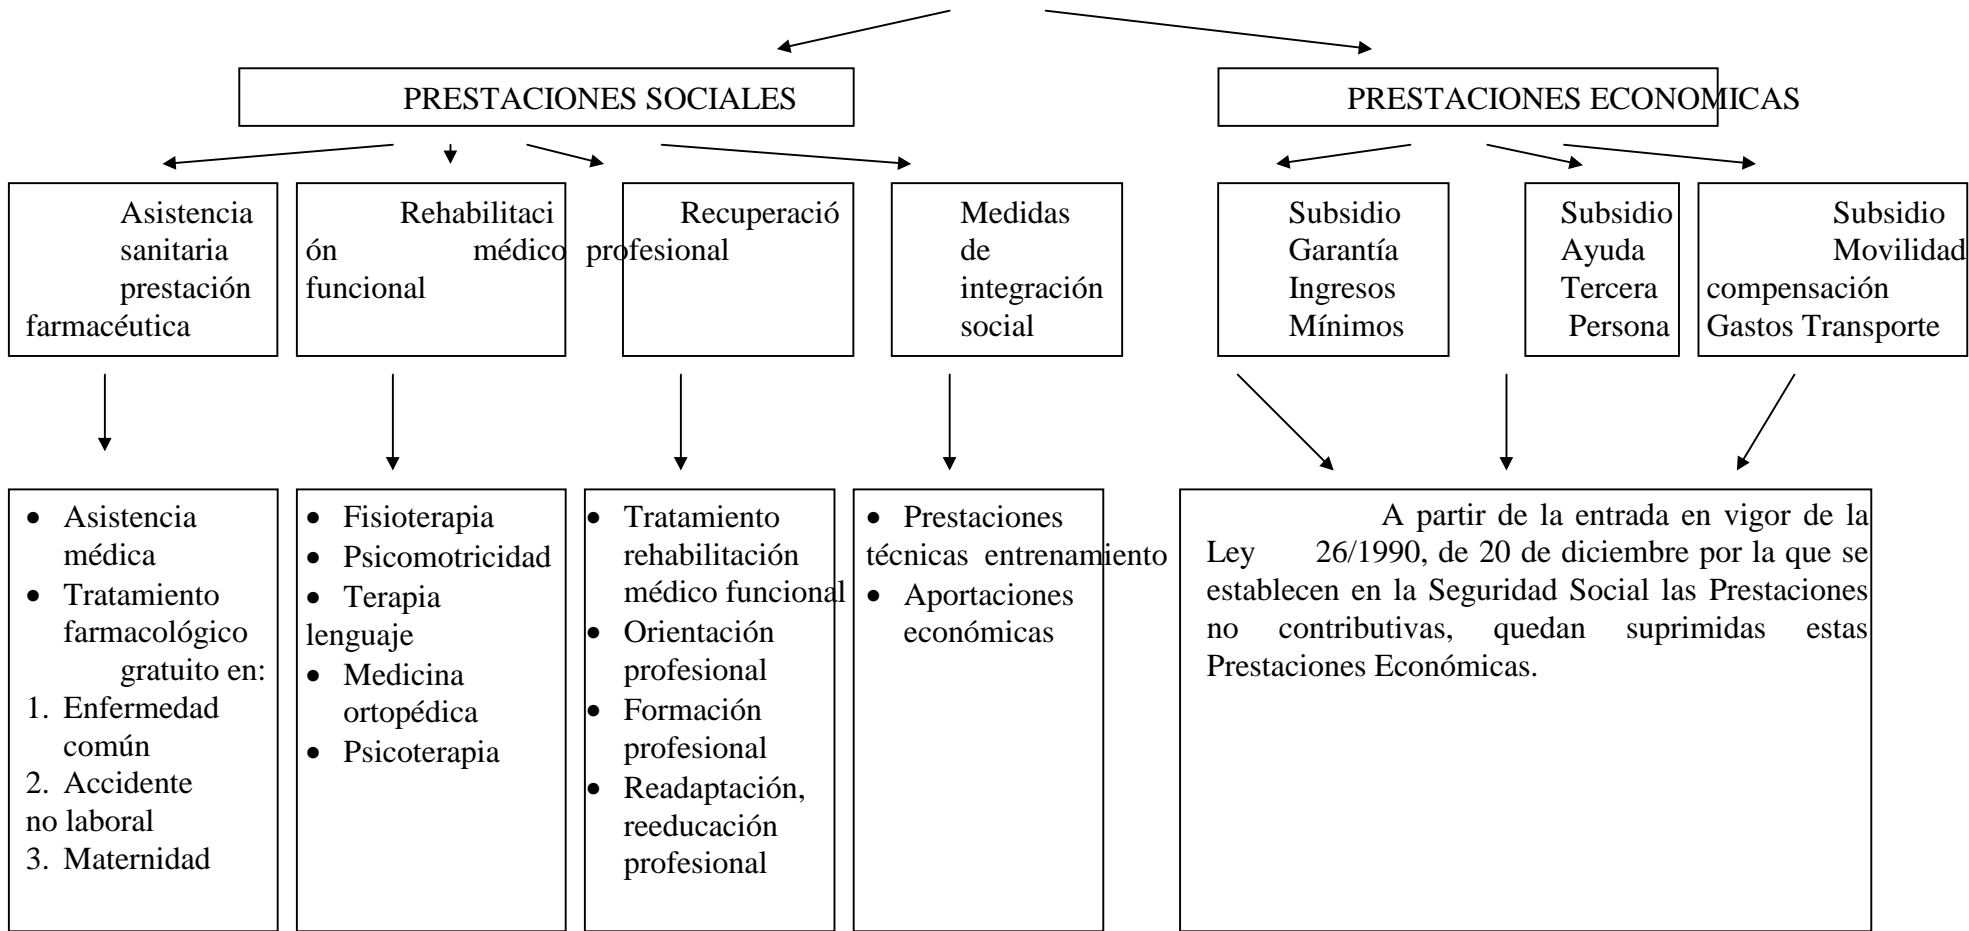 PRESTACIONES SOCIALES
PRESTACIONES ECONOMICAS
Asistencia
sanitaria
prestación
farmacéutica
Rehabilitaci
ón médico
funcional
Recuperació
profesional
Medidas
de
integración
social
Subsidio
Garantía
Ingresos
Mínimos
Subsidio
Ayuda
Tercera
Persona
Subsidio
Movilidad
compensación
Gastos Transporte
• Asistencia
médica
• Tratamiento
farmacológico
gratuito en:
1. Enfermedad
común
2. Accidente
no laboral
3. Maternidad
• Fisioterapia
• Psicomotricidad
• Terapia
lenguaje
• Medicina
ortopédica
• Psicoterapia
• Tratamiento
rehabilitación
médico funcional
• Orientación
profesional
• Formación
profesional
• Readaptación,
reeducación
profesional
• Prestaciones
técnicas entrenamiento
• Aportaciones
económicas
A partir de la entrada en vigor de la
Ley 26/1990, de 20 de diciembre por la que se
establecen en la Seguridad Social las Prestaciones
no contributivas, quedan suprimidas estas
Prestaciones Económicas.